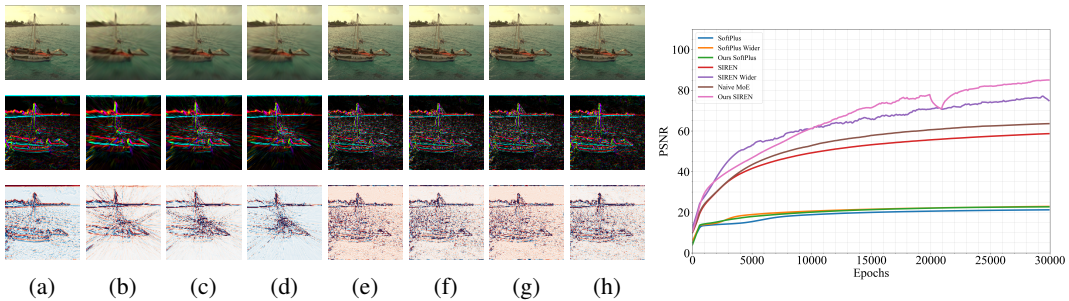 (a) (b) (c) (d) (e) (f) (g) (h)
PSNR
100
80
60
40
20
0
SoftPlus
SoftPlus Wider
Ours SoftPlus
SIREN
SIREN Wider
Naive MoE
Ours SIREN
0 5000 10000 15000 20000 25000 30000
Epochs